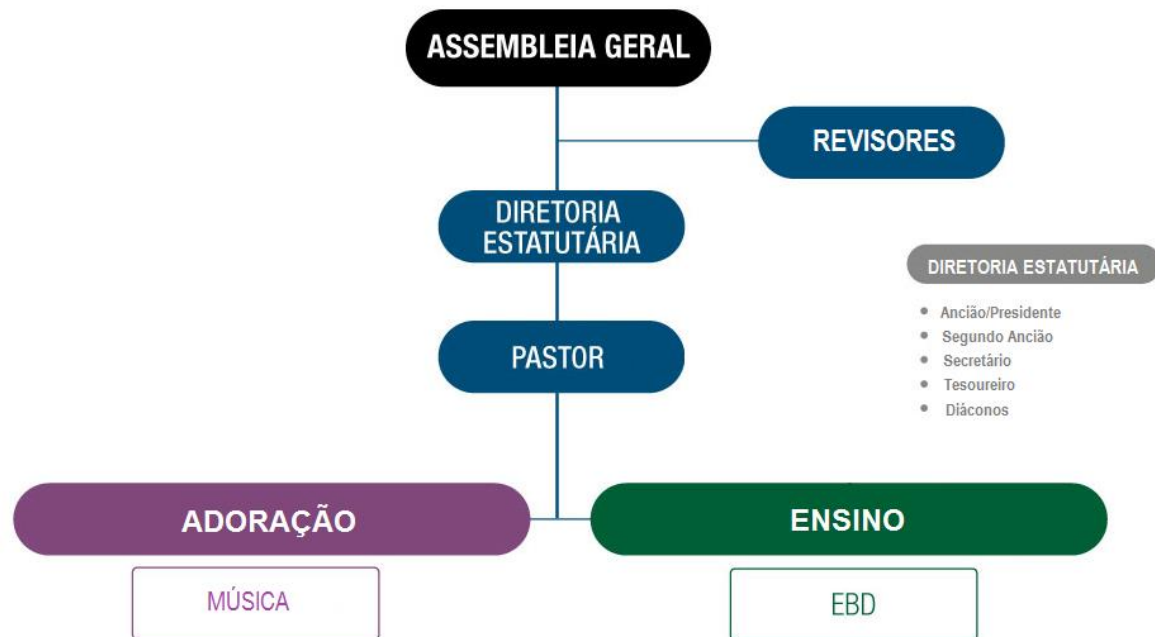 ASSEMBLEIA GERAL
REVISORES
DIRETORIA
ESTATUTÁRIA
DIRETORIA ESTATUTÁRIA
• Ancião/Presidente
• Segundo Ancião
• Secretário
• Tesoureiro
• Diáconos
PASTOR
ADORAÇÃO
ENSINO
MÚSICA
EBD